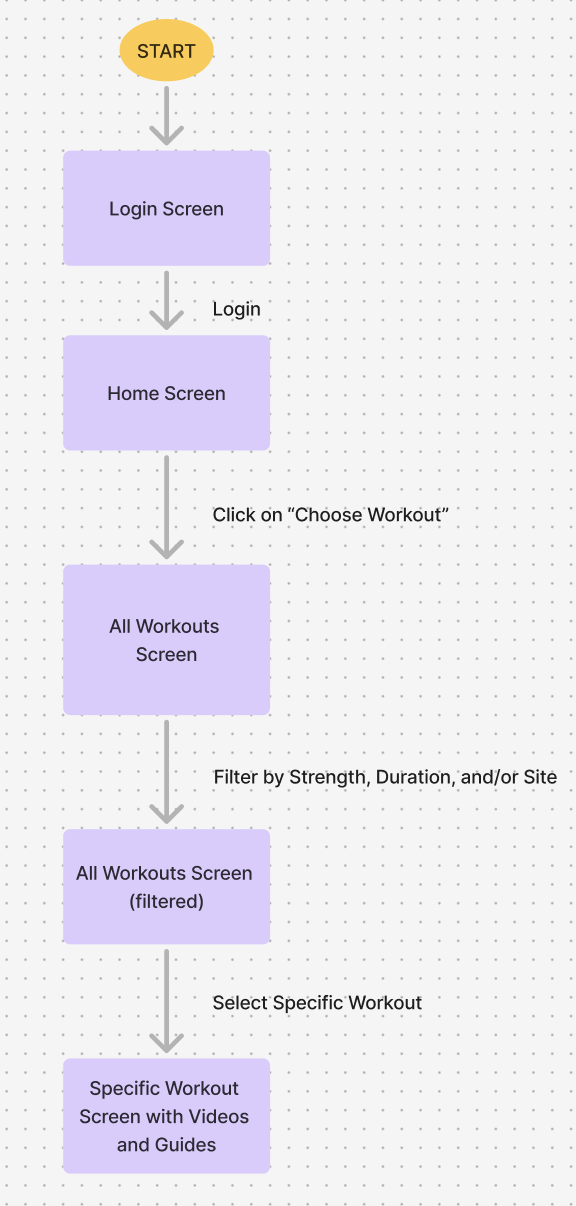 START
Login Screen
Login
Home Screen
Click on “Choose Workout”
All Workouts
Screen
Filter by Strength, Duration, and/or Site
All Workouts Screen
(filtered)
Select Specific Workout
Specific Workout
Screen with Videos
and Guides